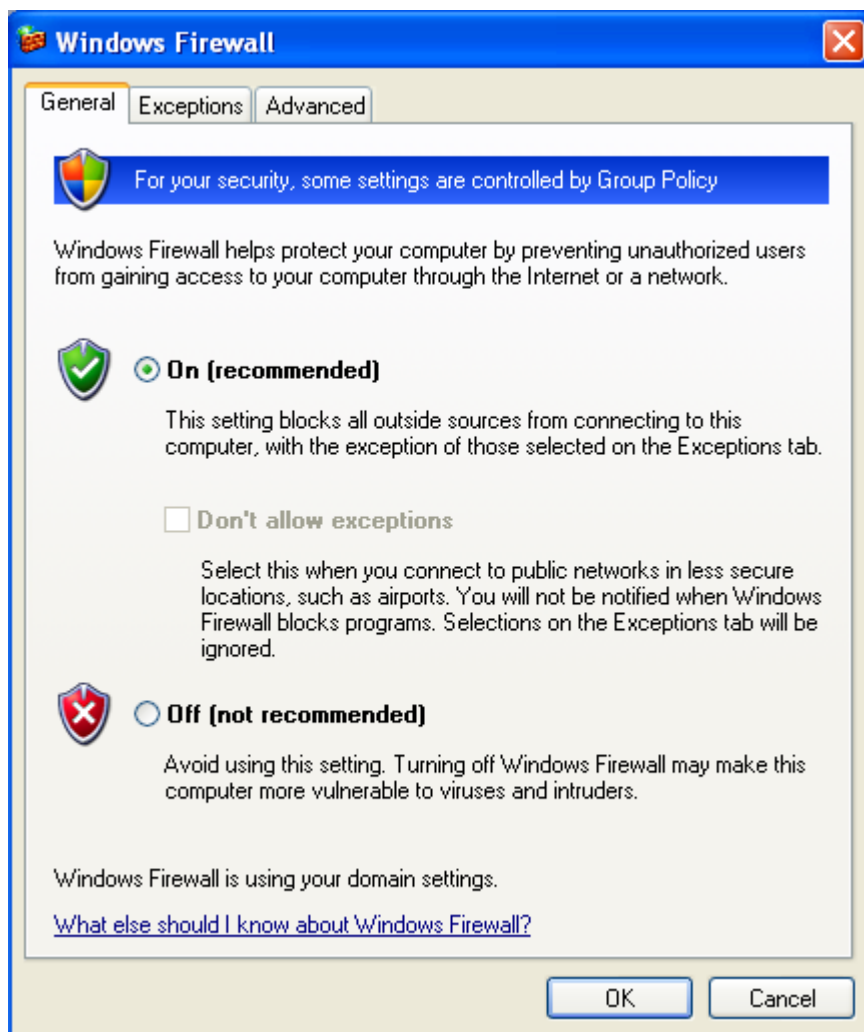 Windows Firewall
General Exceptions Advanced
For your security, some settings are controlled by Group Policy
Windows Firewall helps protect your computer by preventing unauthorized users
from gaining access to your computer through the Internet or a network.
On (recommended)
This setting blocks all outside sources from connecting to this
computer, with the exception of those selected on the Exceptions tab.
Don't allow exceptions
Select this when you connect to public networks in less secure
locations, such as airports. You will not be notified when Windows
Firewall blocks programs. Selections on the Exceptions tab will be
ignored.
Off (not recommended)
Avoid using this setting. Turning off Windows Firewall may make this
computer more vulnerable to viruses and intruders.
Windows Firewall is using your domain settings.
What else should I know about Windows Firewall?
OK Cancel